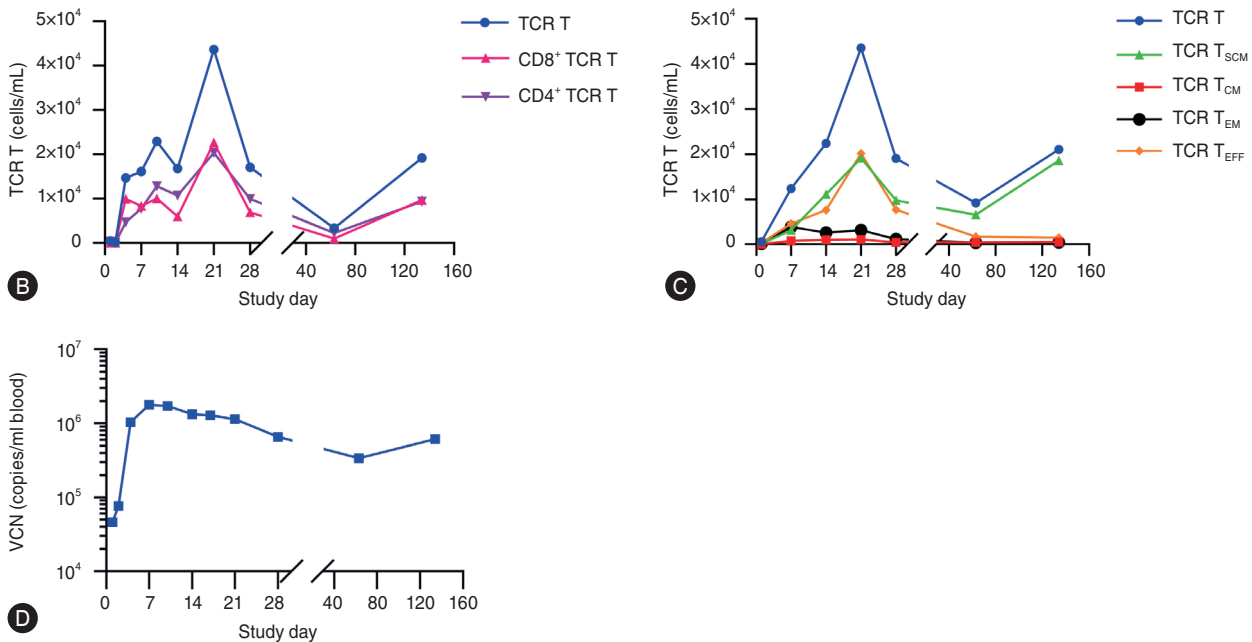 5×10⁴
4×10⁴
3×10⁴
2×10⁴
1×10⁴
0
TCR T (cells/mL)
0 7 14 21 28 40 80 120 160
Study day
TCR T
CD8⁺ TCR T
CD4⁺ TCR T
B
5×10⁴
4×10⁴
3×10⁴
2×10⁴
1×10⁴
0
TCR T (cells/mL)
0 7 14 21 28 40 80 120 160
Study day
TCR T
TCR T_SCM
TCR T_CM
TCR T_EM
TCR T_EFF
C
10⁷
10⁶
10⁵
10⁴
VCN (copies/ml blood)
0 7 14 21 28 40 80 120 160
Study day
D